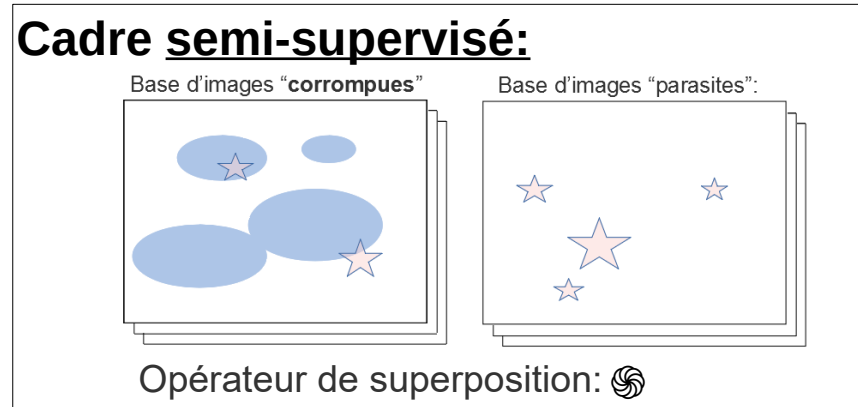 Cadre semi-supervisé:
Base d'images “corrompues”
Base d'images “parasites”:
Opérateur de superposition: